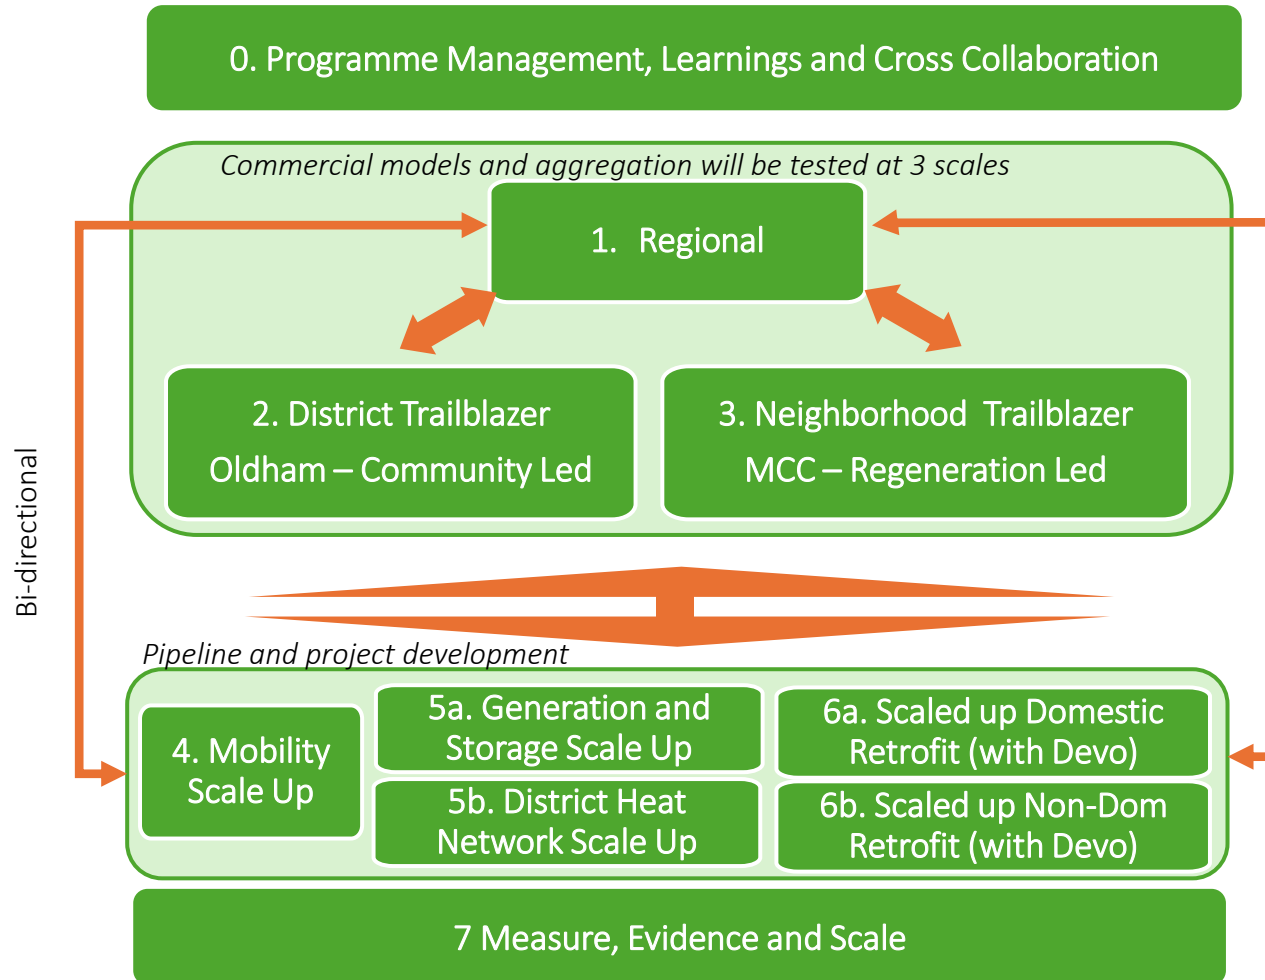 0. Programme Management, Learnings and Cross Collaboration
Commercial models and aggregation will be tested at 3 scales
1. Regional
2. District Trailblazer
Oldham – Community Led
3. Neighborhood Trailblazer
MCC – Regeneration Led
Bi-directional
Pipeline and project development
4. Mobility
Scale Up
5a. Generation and
Storage Scale Up
5b. District Heat
Network Scale Up
6a. Scaled up Domestic
Retrofit (with Devo)
6b. Scaled up Non-Dom
Retrofit (with Devo)
7 Measure, Evidence and Scale